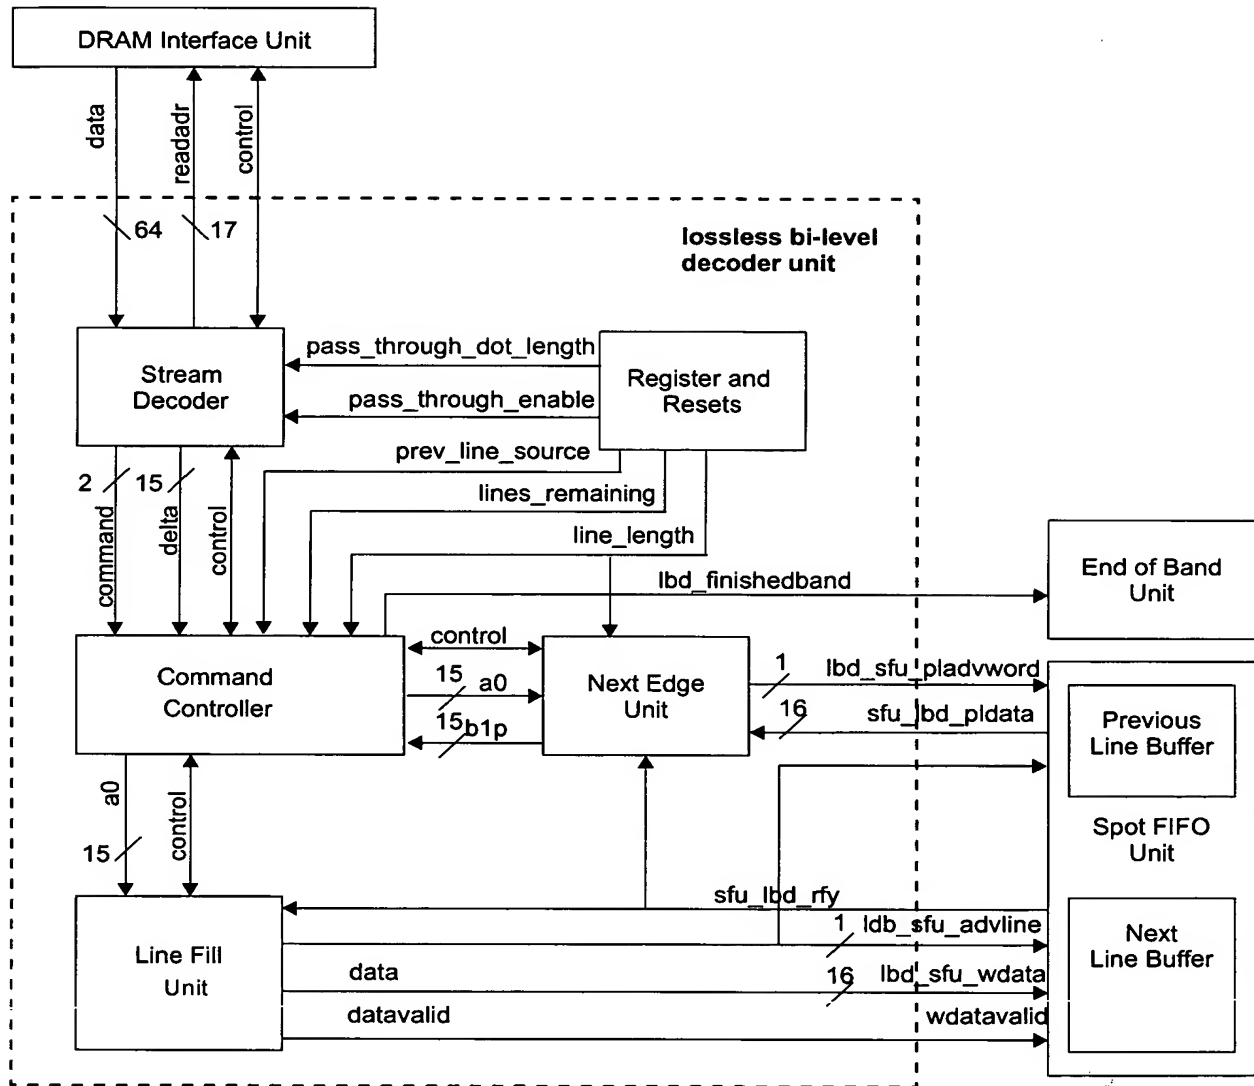 DRAM Interface Unit
data
readadr
control
64
17
lossless bi-level
decoder unit
Stream
Decoder
pass_through_dot_length
pass_through_enable
Register and
Resets
prev_line_source
lines_remaining
line_length
2
15
command
delta
control
lbd_finishedband
End of Band
Unit
Command
Controller
control
15
a0
15
b1p
Next Edge
Unit
1
lbd_sfu_pladvword
16
sfu_lbd_pldata
Previous
Line Buffer
Spot FIFO
Unit
a0
15
control
sfu_lbd_rfy
1
ldb_sfu_advline
Line Fill
Unit
data
16
lbd_sfu_wdata
datavalid
wdatavalid
Next
Line Buffer